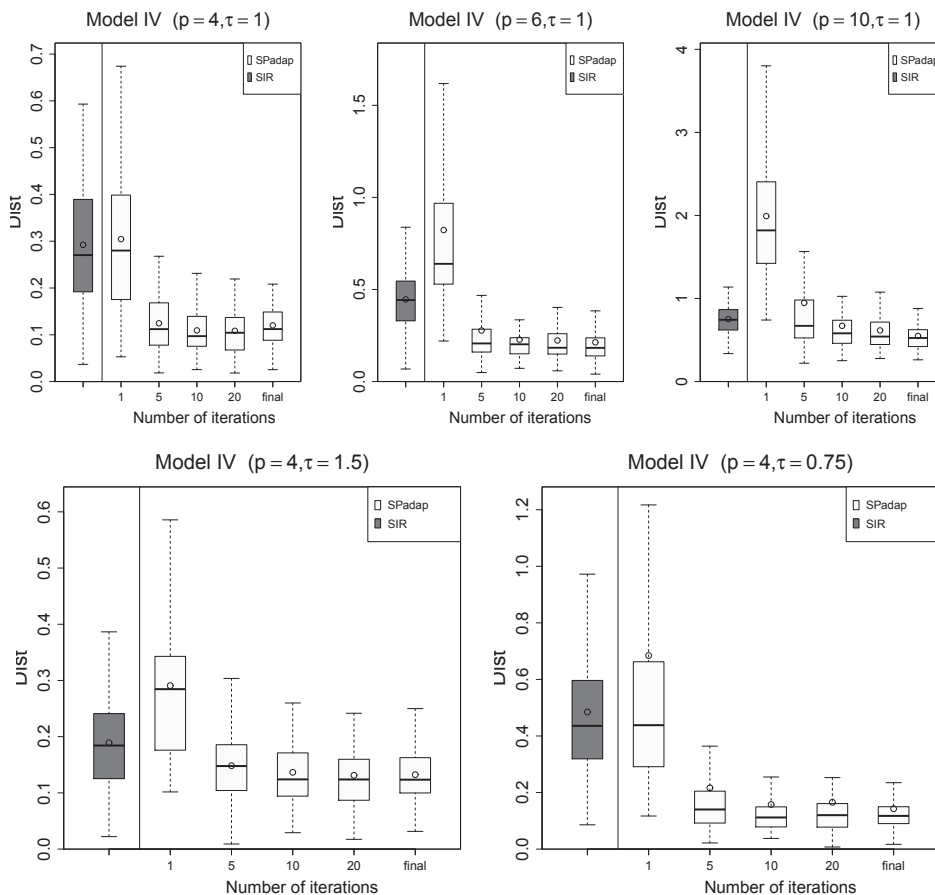 Model IV (p = 4, τ = 1)
Dist
0.0
0.1
0.2
0.3
0.4
0.5
0.6
0.7
SPadap
SIR
1
5
10
20
final
Number of iterations
Model IV (p = 6, τ = 1)
Dist
0.0
0.5
1.0
1.5
SPadap
SIR
1
5
10
20
final
Number of iterations
Model IV (p = 10, τ = 1)
Dist
0
1
2
3
4
SPadap
SIR
1
5
10
20
final
Number of iterations
Model IV (p = 4, τ = 1.5)
Dist
0.0
0.1
0.2
0.3
0.4
0.5
0.6
SPadap
SIR
1
5
10
20
final
Number of iterations
Model IV (p = 4, τ = 0.75)
Dist
0.0
0.2
0.4
0.6
0.8
1.0
1.2
SPadap
SIR
1
5
10
20
final
Number of iterations